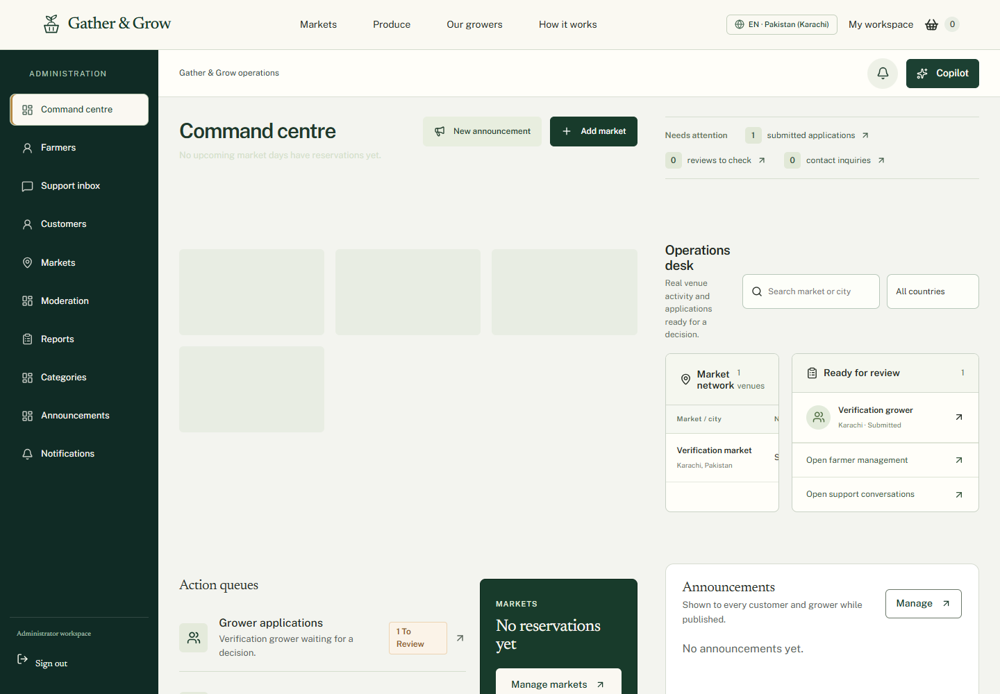 Gather & Grow
Markets
Produce
Our growers
How it works
EN · Pakistan (Karachi)
My workspace
0
ADMINISTRATION
Command centre
Farmers
Support inbox
Customers
Markets
Moderation
Reports
Categories
Announcements
Notifications
Administrator workspace
Sign out
Gather & Grow operations
Copilot
Command centre
No upcoming market days have reservations yet.
New announcement
Add market
Needs attention
1 submitted applications
0 reviews to check
0 contact inquiries
Operations
desk
Real venue
activity and
applications
ready for a
decision.
Search market or city
All countries
Market
network
1
venues
Market / city
N
Verification market
Karachi, Pakistan
S
Ready for review
1
Verification grower
Karachi · Submitted
Open farmer management
Open support conversations
Action queues
Grower applications
Verification grower waiting for a
decision.
1 To
Review
MARKETS
No reservations
yet
Manage markets
Announcements
Shown to every customer and grower while
published.
Manage
No announcements yet.